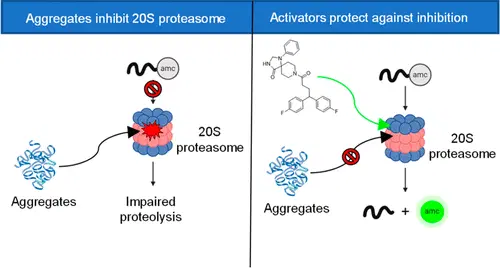 Aggregates inhibit 20S proteasome
Activators protect against inhibition
amc
20S
proteasome
Aggregates
Impaired
proteolysis
N
HN
N
O
O
F
F
amc
20S
proteasome
Aggregates
+
amc